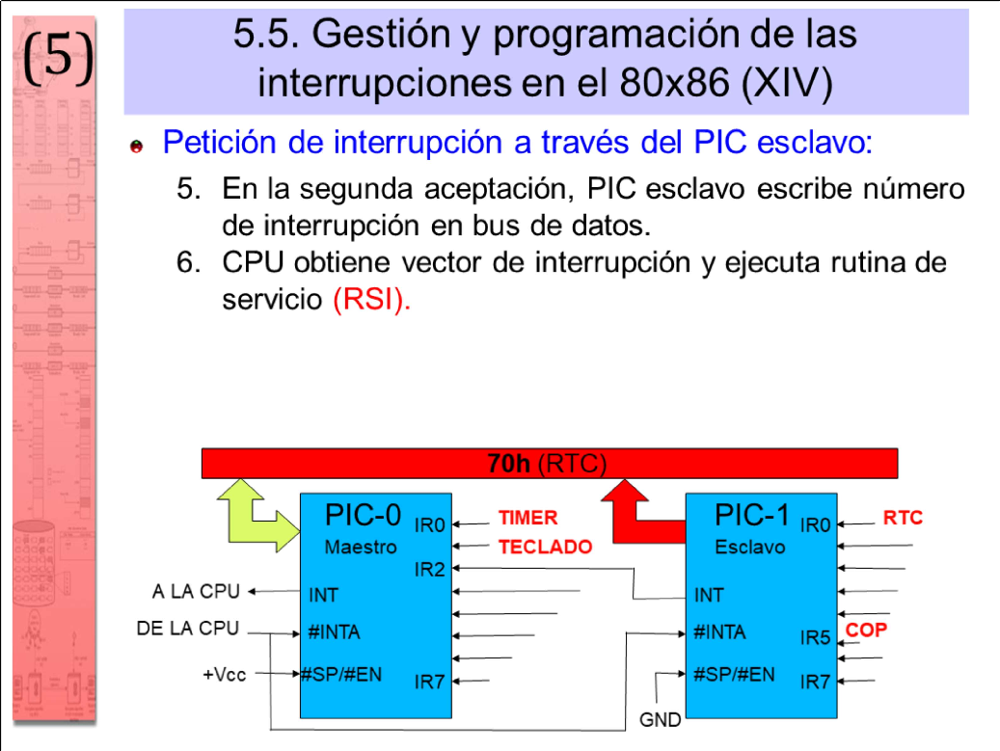 (5)
5.5. Gestión y programación de las
interrupciones en el 80x86 (XIV)
Petición de interrupción a través del PIC esclavo:
5. En la segunda aceptación, PIC esclavo escribe número
de interrupción en bus de datos.
6. CPU obtiene vector de interrupción y ejecuta rutina de
servicio (RSI).
70h (RTC)
PIC-0
Maestro
IR0
TIMER
TECLADO
IR2
A LA CPU
INT
DE LA CPU
#INTA
+Vcc
#SP/#EN
IR7
PIC-1
Esclavo
IR0
RTC
INT
#INTA
IR5
COP
#SP/#EN
IR7
GND